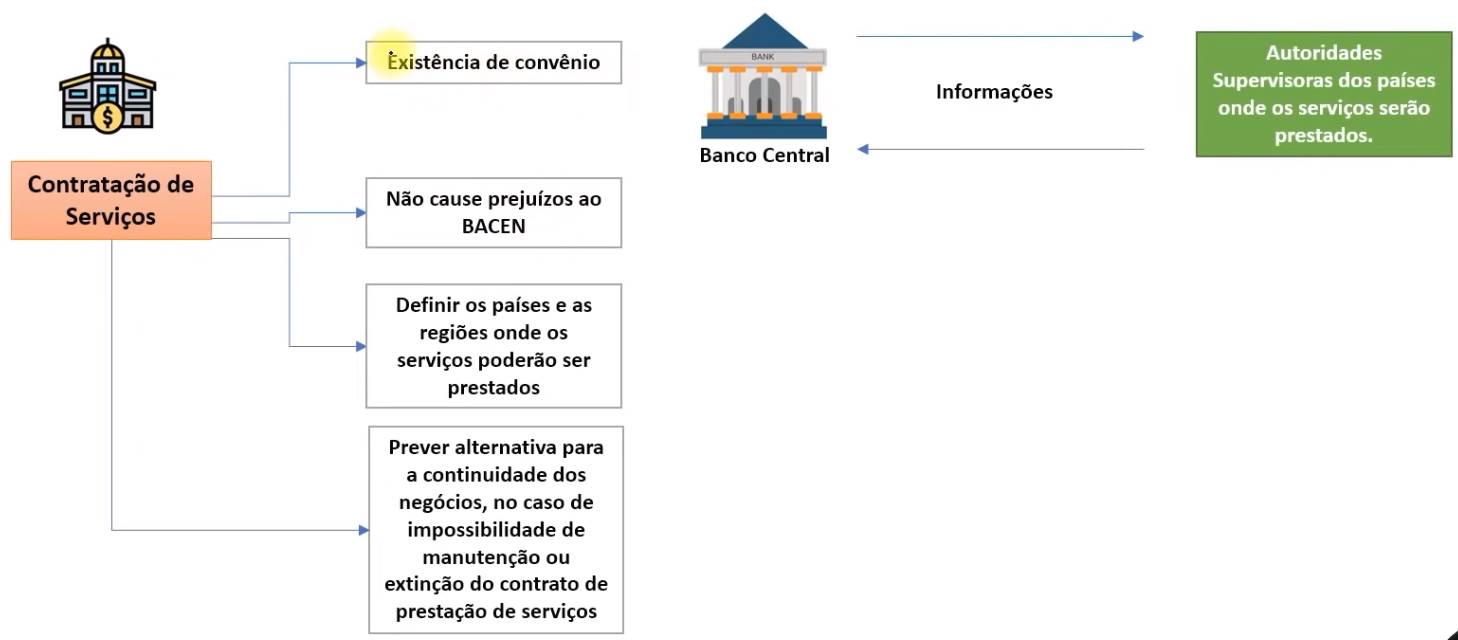 Contratação de
Serviços
Existência de convênio
Não cause prejuízos ao
BACEN
Definir os países e as
regiões onde os
serviços poderão ser
prestados
Prever alternativa para
a continuidade dos
negócios, no caso de
impossibilidade de
manutenção ou
extinção do contrato de
prestação de serviços
BANK
Banco Central
Informações
Autoridades
Supervisoras dos países
onde os serviços serão
prestados.
$